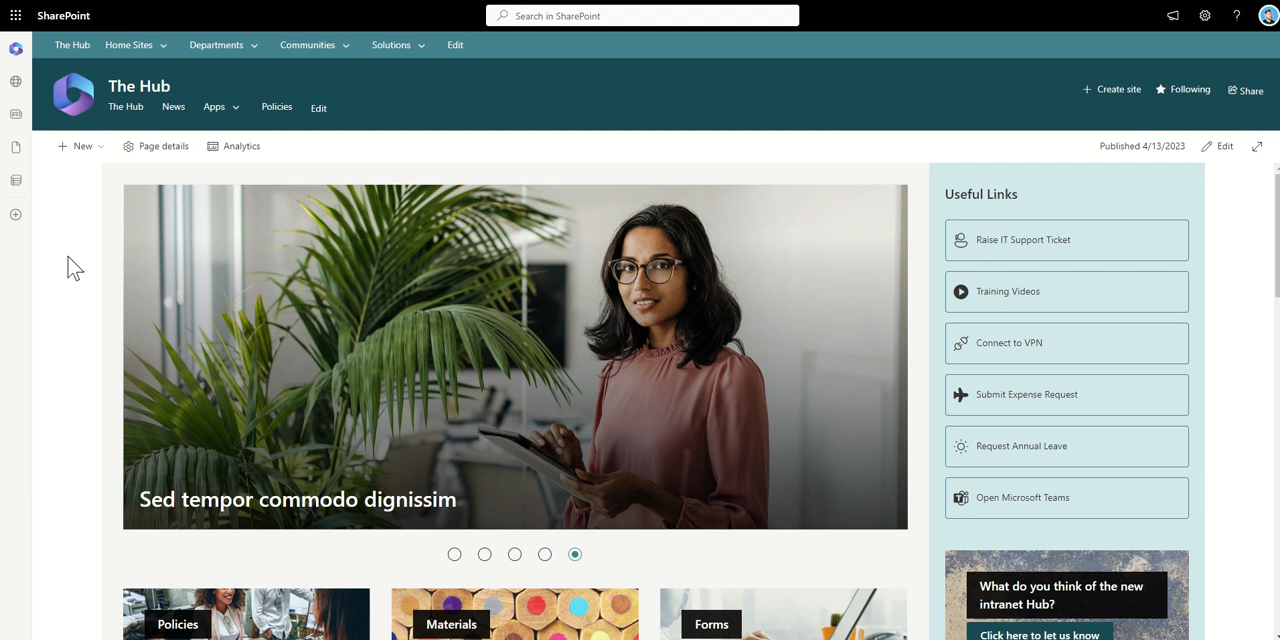 SharePoint
Search in SharePoint
?
The Hub Home Sites Departments Communities Solutions Edit
The Hub
The Hub News Apps Policies Edit
+ Create site Following Share
+ New Page details Analytics
Published 4/13/2023 Edit
Sed tempor commodo dignissim
Useful Links
Raise IT Support Ticket
Training Videos
Connect to VPN
Submit Expense Request
Request Annual Leave
Open Microsoft Teams
What do you think of the new
intranet Hub?
Click here to let us know
Policies
Materials
Forms